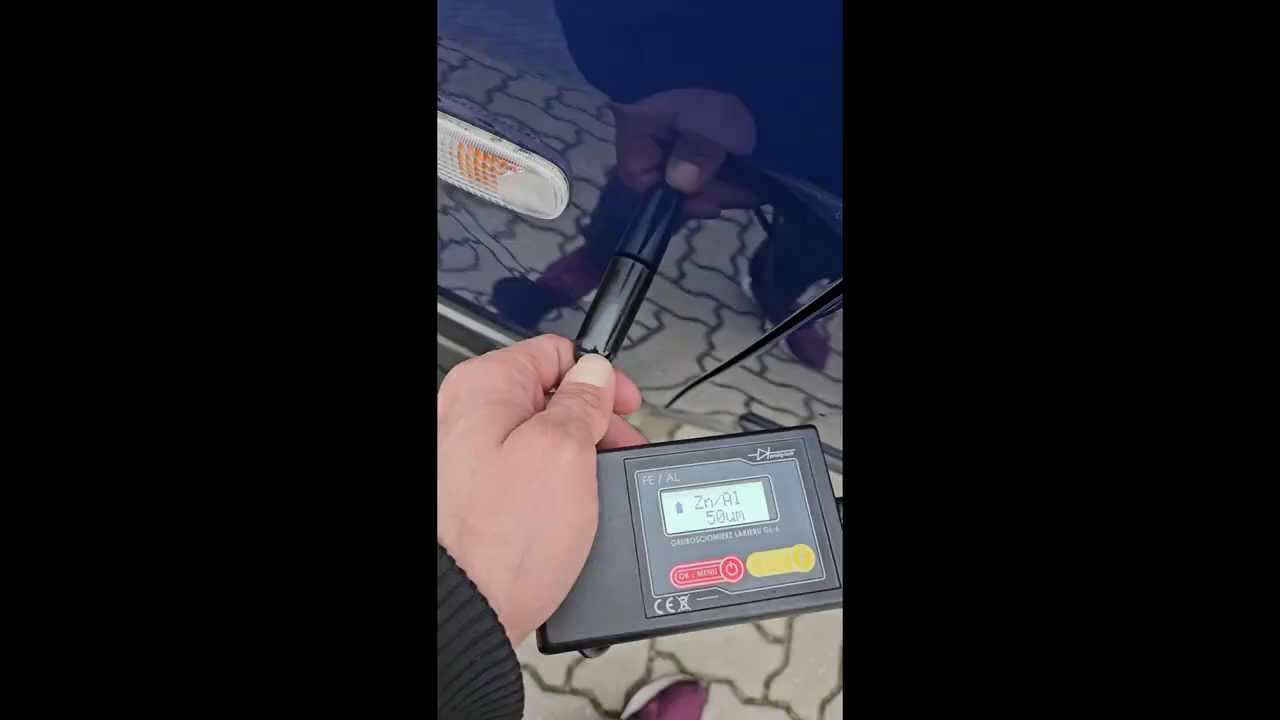 FE / AL
Zn/Al
50um
GRUBOŚCIOMIERZ LAKIERU GL-6
OK / MENU
CE